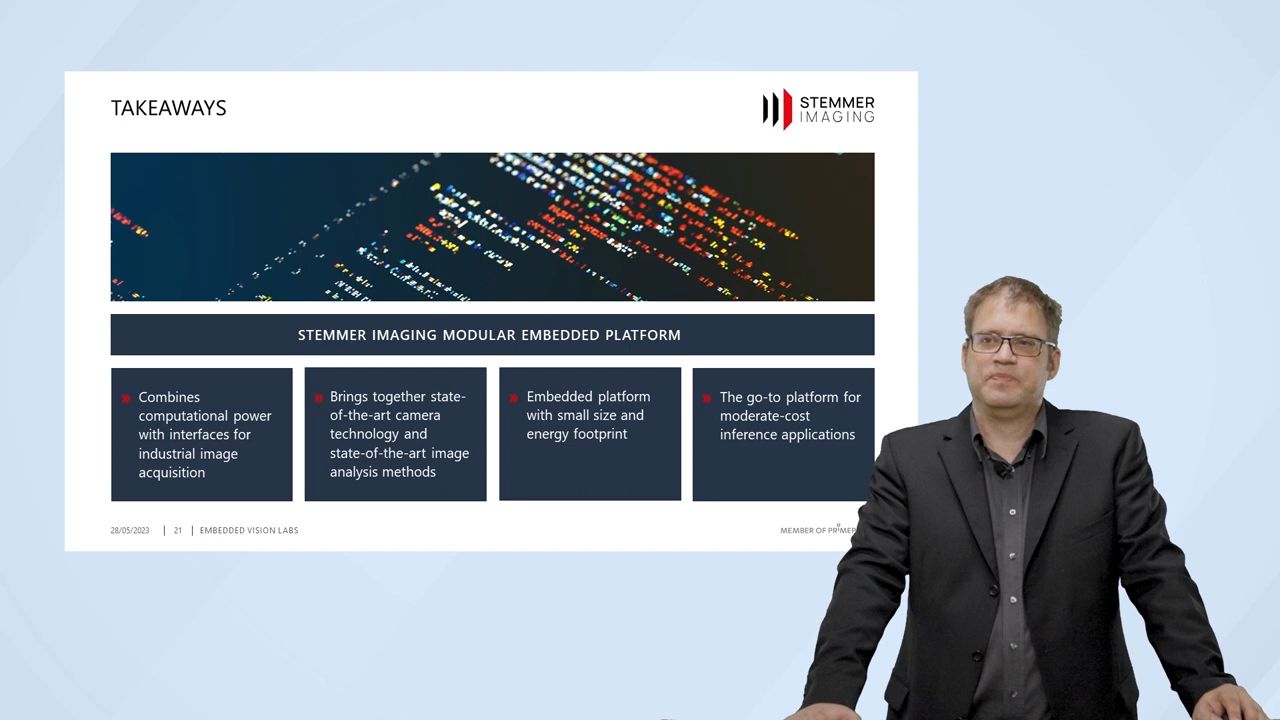 TAKEAWAYS
STEMMER
IMAGING
STEMMER IMAGING MODULAR EMBEDDED PLATFORM
Combines
computational power
with interfaces for
industrial image
acquisition
Brings together state-
of-the-art camera
technology and
state-of-the-art image
analysis methods
Embedded platform
with small size and
energy footprint
The go-to platform for
moderate-cost
inference applications
28/05/2023 | 21 | EMBEDDED VISION LABS
MEMBER OF